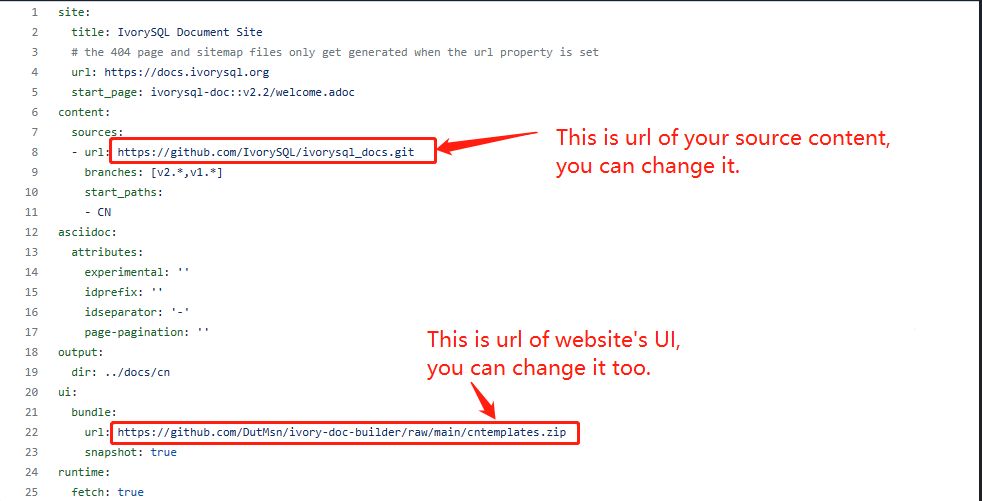 1 site:
2   title: IvorySQL Document Site
3   # the 404 page and sitemap files only get generated when the url property is set
4   url: https://docs.ivorysql.org
5   start_page: ivorysql-doc::v2.2/welcome.adoc
6 content:
7   sources:
8   - url: https://github.com/IvorySQL/ivorysql_docs.git
This is url of your source content,
you can change it.
9     branches: [v2.*,v1.*]
10     start_paths:
11     - CN
12 asciidoc:
13   attributes:
14     experimental: ''
15     idprefix: ''
16     idseparator: '-'
17     page-pagination: ''
This is url of website's UI,
you can change it too.
18 output:
19   dir: ../docs/cn
20 ui:
21   bundle:
22     url: https://github.com/DutMsn/ivory-doc-builder/raw/main/cntemplates.zip
23     snapshot: true
24 runtime:
25   fetch: true